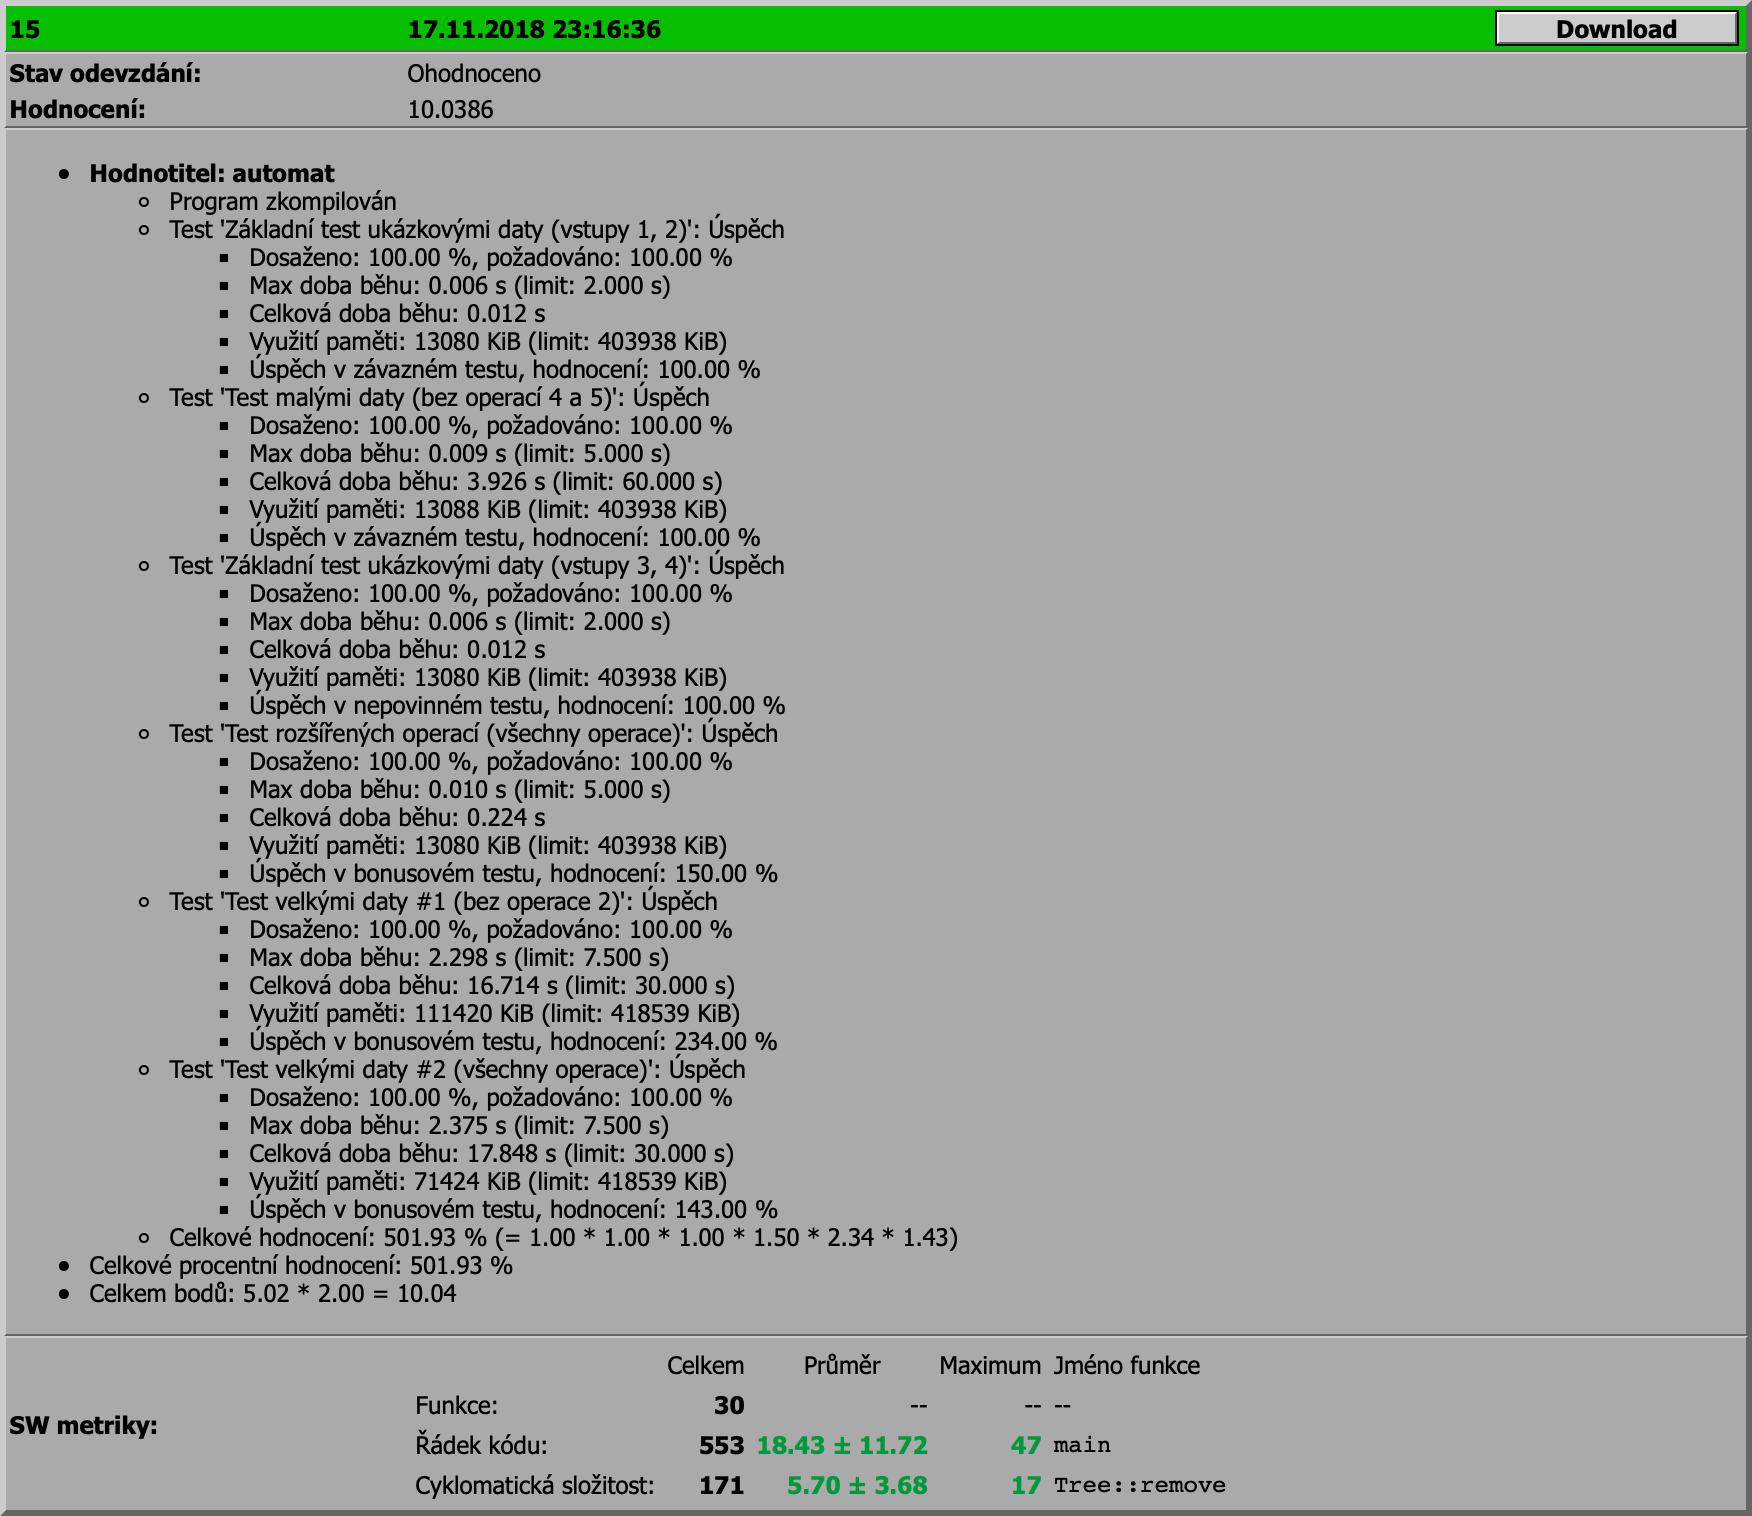 15 17.11.2018 23:16:36 Download
Stav odevzdání: Ohodnoceno
Hodnocení: 10.0386
Hodnotitel: automat
Program zkompilován
Test 'Základní test ukázkovými daty (vstupy 1, 2)': Úspěch
Dosaženo: 100.00 %, požadováno: 100.00 %
Max doba běhu: 0.006 s (limit: 2.000 s)
Celková doba běhu: 0.012 s
Využití paměti: 13080 KiB (limit: 403938 KiB)
Úspěch v závazném testu, hodnocení: 100.00 %
Test 'Test malými daty (bez operací 4 a 5)': Úspěch
Dosaženo: 100.00 %, požadováno: 100.00 %
Max doba běhu: 0.009 s (limit: 5.000 s)
Celková doba běhu: 3.926 s (limit: 60.000 s)
Využití paměti: 13088 KiB (limit: 403938 KiB)
Úspěch v závazném testu, hodnocení: 100.00 %
Test 'Základní test ukázkovými daty (vstupy 3, 4)': Úspěch
Dosaženo: 100.00 %, požadováno: 100.00 %
Max doba běhu: 0.006 s (limit: 2.000 s)
Celková doba běhu: 0.012 s
Využití paměti: 13080 KiB (limit: 403938 KiB)
Úspěch v nepovinném testu, hodnocení: 100.00 %
Test 'Test rozšířených operací (všechny operace)': Úspěch
Dosaženo: 100.00 %, požadováno: 100.00 %
Max doba běhu: 0.010 s (limit: 5.000 s)
Celková doba běhu: 0.224 s
Využití paměti: 13080 KiB (limit: 403938 KiB)
Úspěch v bonusovém testu, hodnocení: 150.00 %
Test 'Test velkými daty #1 (bez operace 2)': Úspěch
Dosaženo: 100.00 %, požadováno: 100.00 %
Max doba běhu: 2.298 s (limit: 7.500 s)
Celková doba běhu: 16.714 s (limit: 30.000 s)
Využití paměti: 111420 KiB (limit: 418539 KiB)
Úspěch v bonusovém testu, hodnocení: 234.00 %
Test 'Test velkými daty #2 (všechny operace)': Úspěch
Dosaženo: 100.00 %, požadováno: 100.00 %
Max doba běhu: 2.375 s (limit: 7.500 s)
Celková doba běhu: 17.848 s (limit: 30.000 s)
Využití paměti: 71424 KiB (limit: 418539 KiB)
Úspěch v bonusovém testu, hodnocení: 143.00 %
Celkové hodnocení: 501.93 % (= 1.00 * 1.00 * 1.00 * 1.50 * 2.34 * 1.43)
Celkové procentní hodnocení: 501.93 %
Celkem bodů: 5.02 * 2.00 = 10.04
Celkem Průměr Maximum Jméno funkce
Funkce: 30 -- -- --
SW metriky:
Řádek kódu: 553 18.43 ± 11.72 47 main
Cyklomatická složitost: 171 5.70 ± 3.68 17 Tree::remove